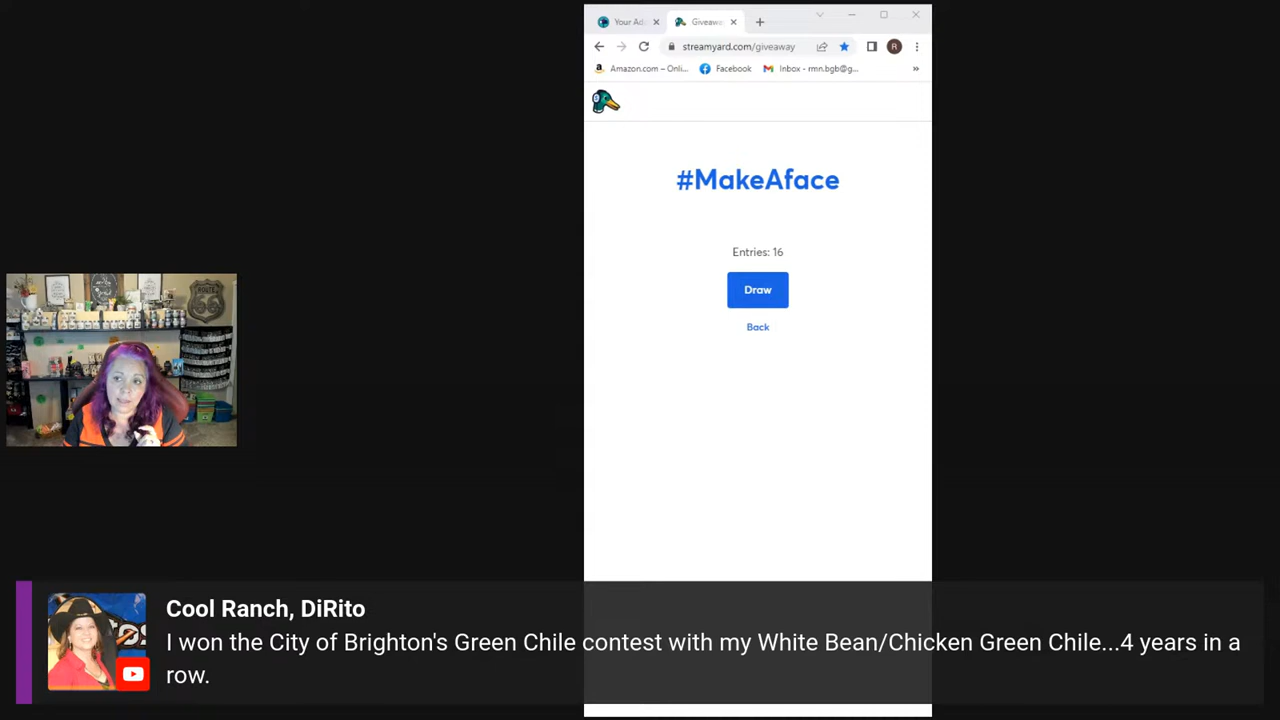 Your Ad
Giveaw
streamyard.com/giveaway
R
Amazon.com – Onli...
Facebook
Inbox - rmn.bgb@g...
»
#MakeAface
Entries: 16
Draw
Back
ROUTE
66
Cool Ranch, DiRito
I won the City of Brighton's Green Chile contest with my White Bean/Chicken Green Chile...4 years in a
row.